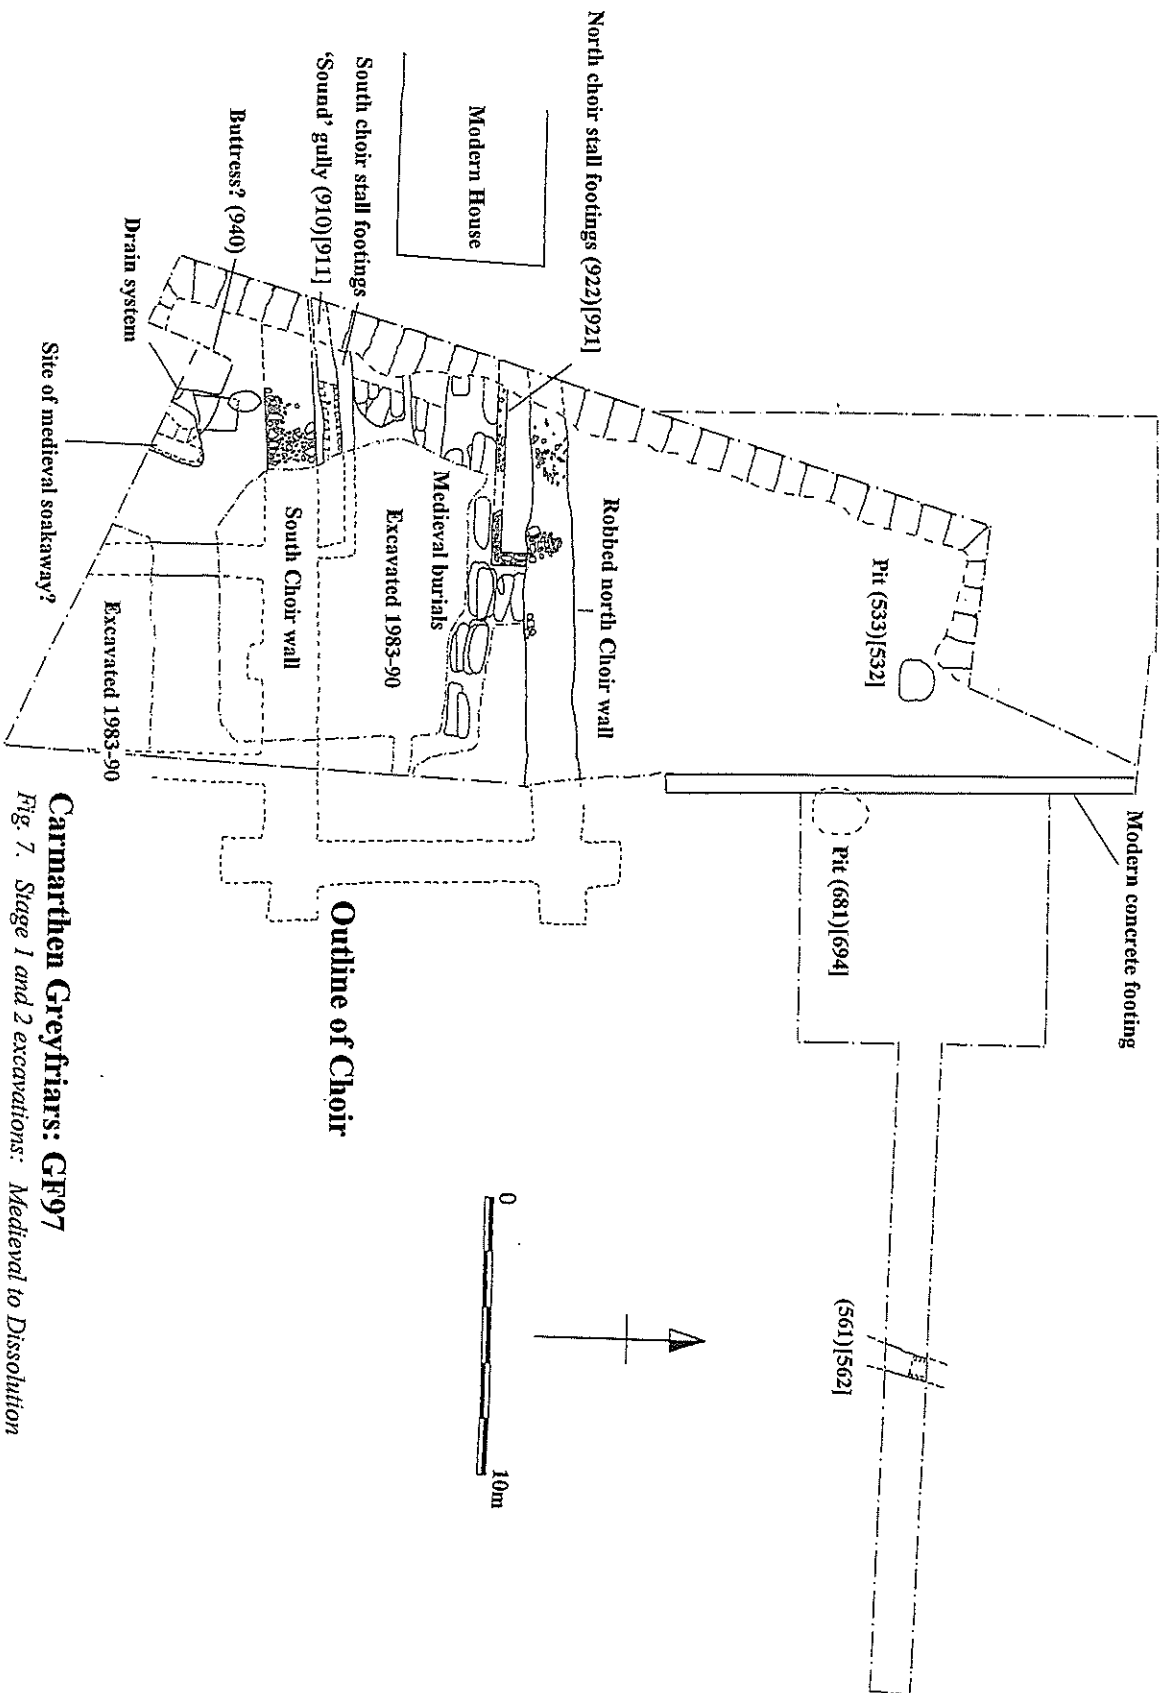 North choir stall footings (922)[921]
Modern House
South choir stall footings
'Sound' gully (910)[911]
Buttress? (940)
Drain system
Site of medieval soakaway?
Modern concrete footing
Pit (533)[532]
Pit (681)[694]
(561)[562]
Robbed north Choir wall
Medieval burials
Excavated 1983-90
South Choir wall
Excavated 1983-90
Outline of Choir
0
10m
Carmarthen Greyfriars: GF97
Fig. 7. Stage 1 and 2 excavations: Medieval to Dissolution